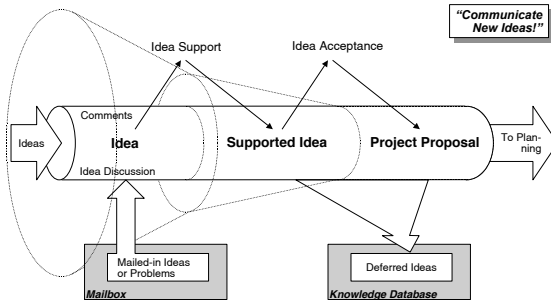 “Communicate
New Ideas!”
Idea Support
Idea Acceptance
Comments
Ideas
Idea
Supported Idea
Project Proposal
To Plan-
ning
Idea Discussion
Mailed-in Ideas
or Problems
Mailbox
Deferred Ideas
Knowledge Database